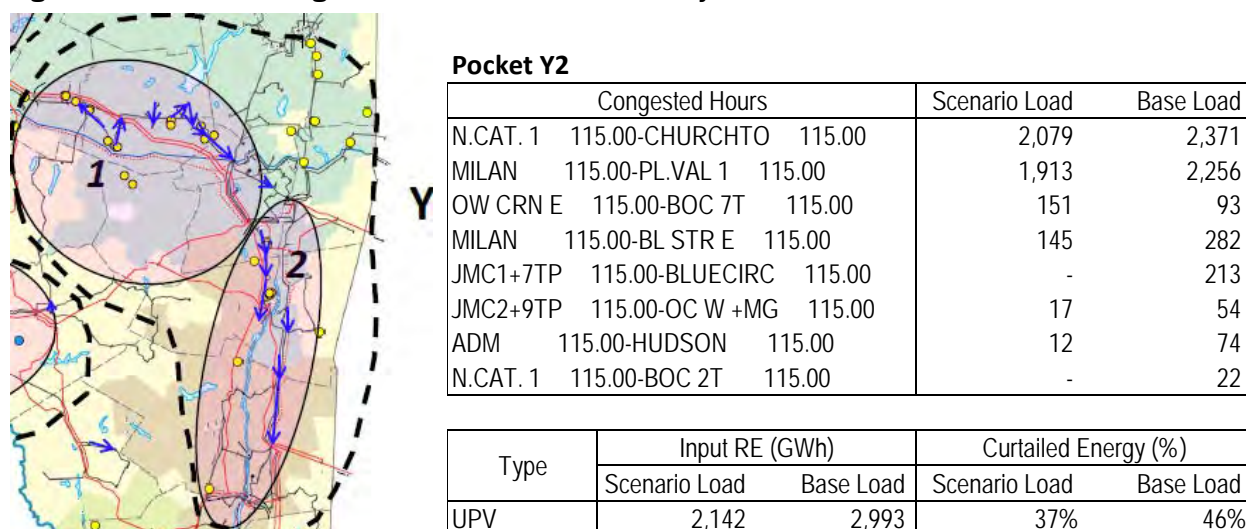 1
2
Y
Pocket Y2
Congested Hours Scenario Load Base Load
N.CAT. 1 115.00-CHURCHTO 115.00 2,079 2,371
MILAN 115.00-PL.VAL 1 115.00 1,913 2,256
OW CRN E 115.00-BOC 7T 115.00 151 93
MILAN 115.00-BL STR E 115.00 145 282
JMC1+7TP 115.00-BLUECIRC 115.00 - 213
JMC2+9TP 115.00-OC W +MG 115.00 17 54
ADM 115.00-HUDSON 115.00 12 74
N.CAT. 1 115.00-BOC 2T 115.00 - 22
Type Input RE (GWh) Curtailed Energy (%)
Scenario Load Base Load Scenario Load Base Load
UPV 2,142 2,993 37% 46%